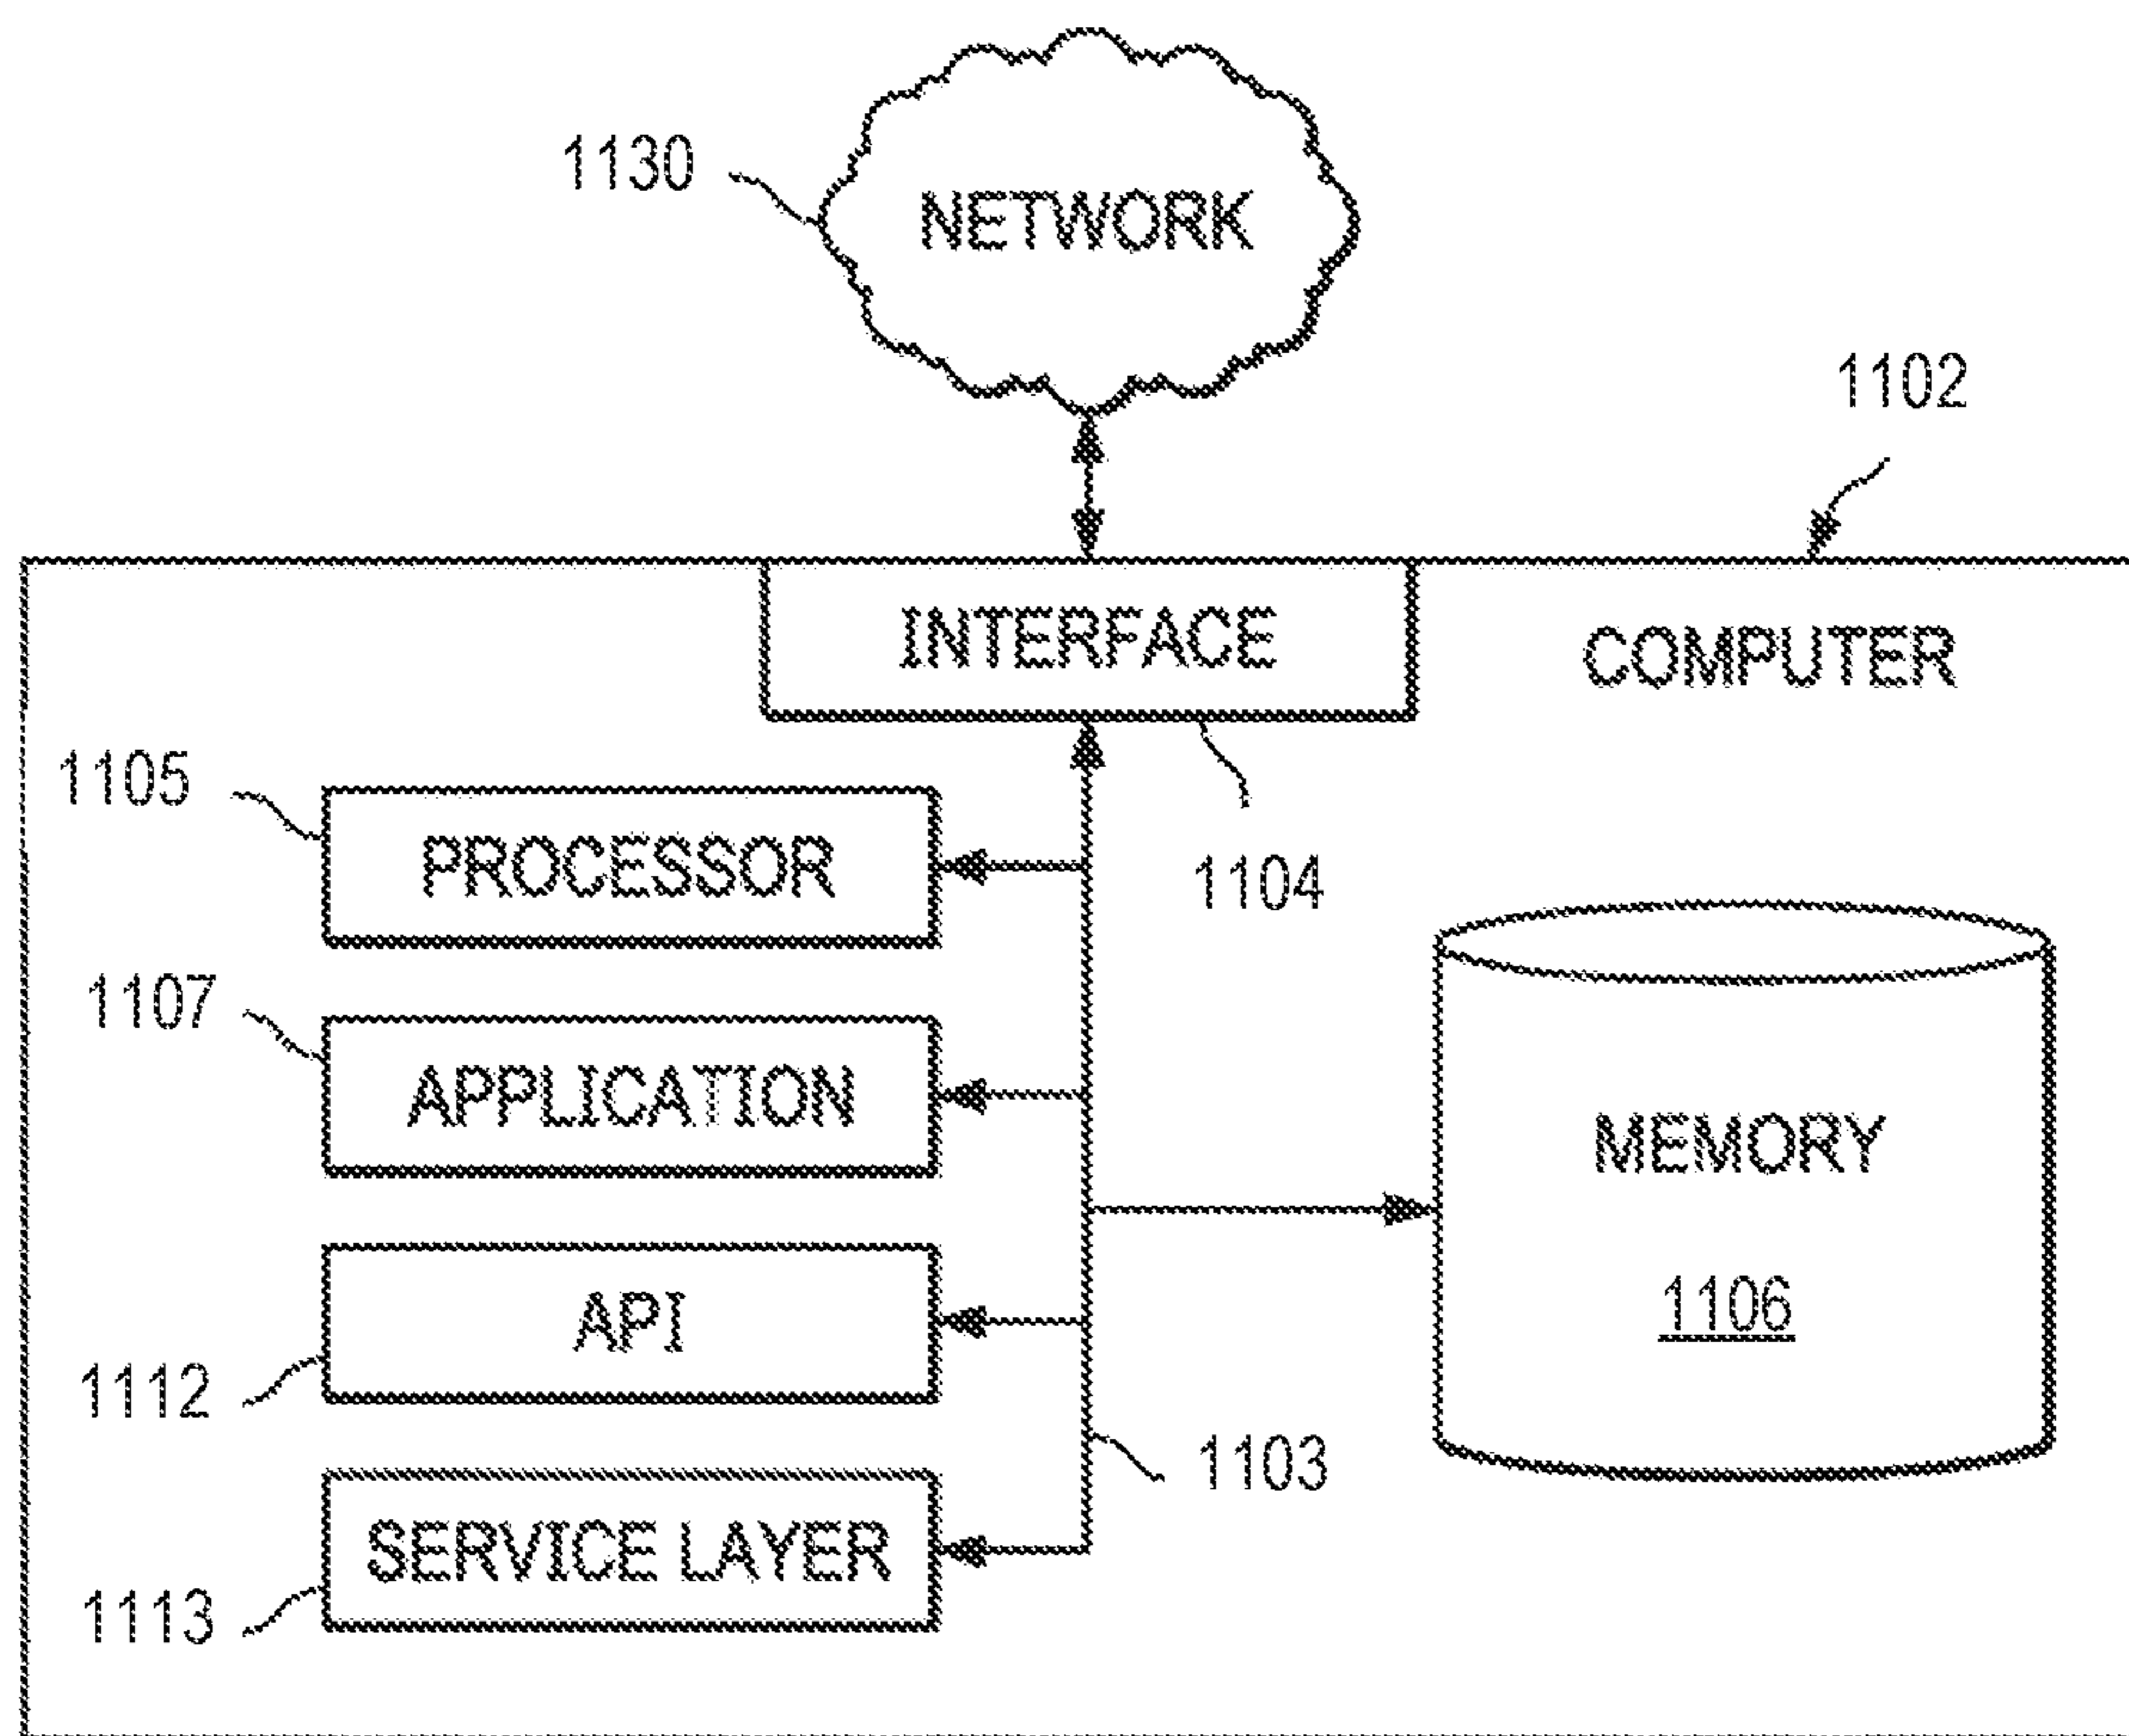 1130
NETWORK
1102
INTERFACE
COMPUTER
1105
PROCESSOR
1104
1107
APPLICATION
MEMORY
1106
API
1112
1103
SERVICE LAYER
1113